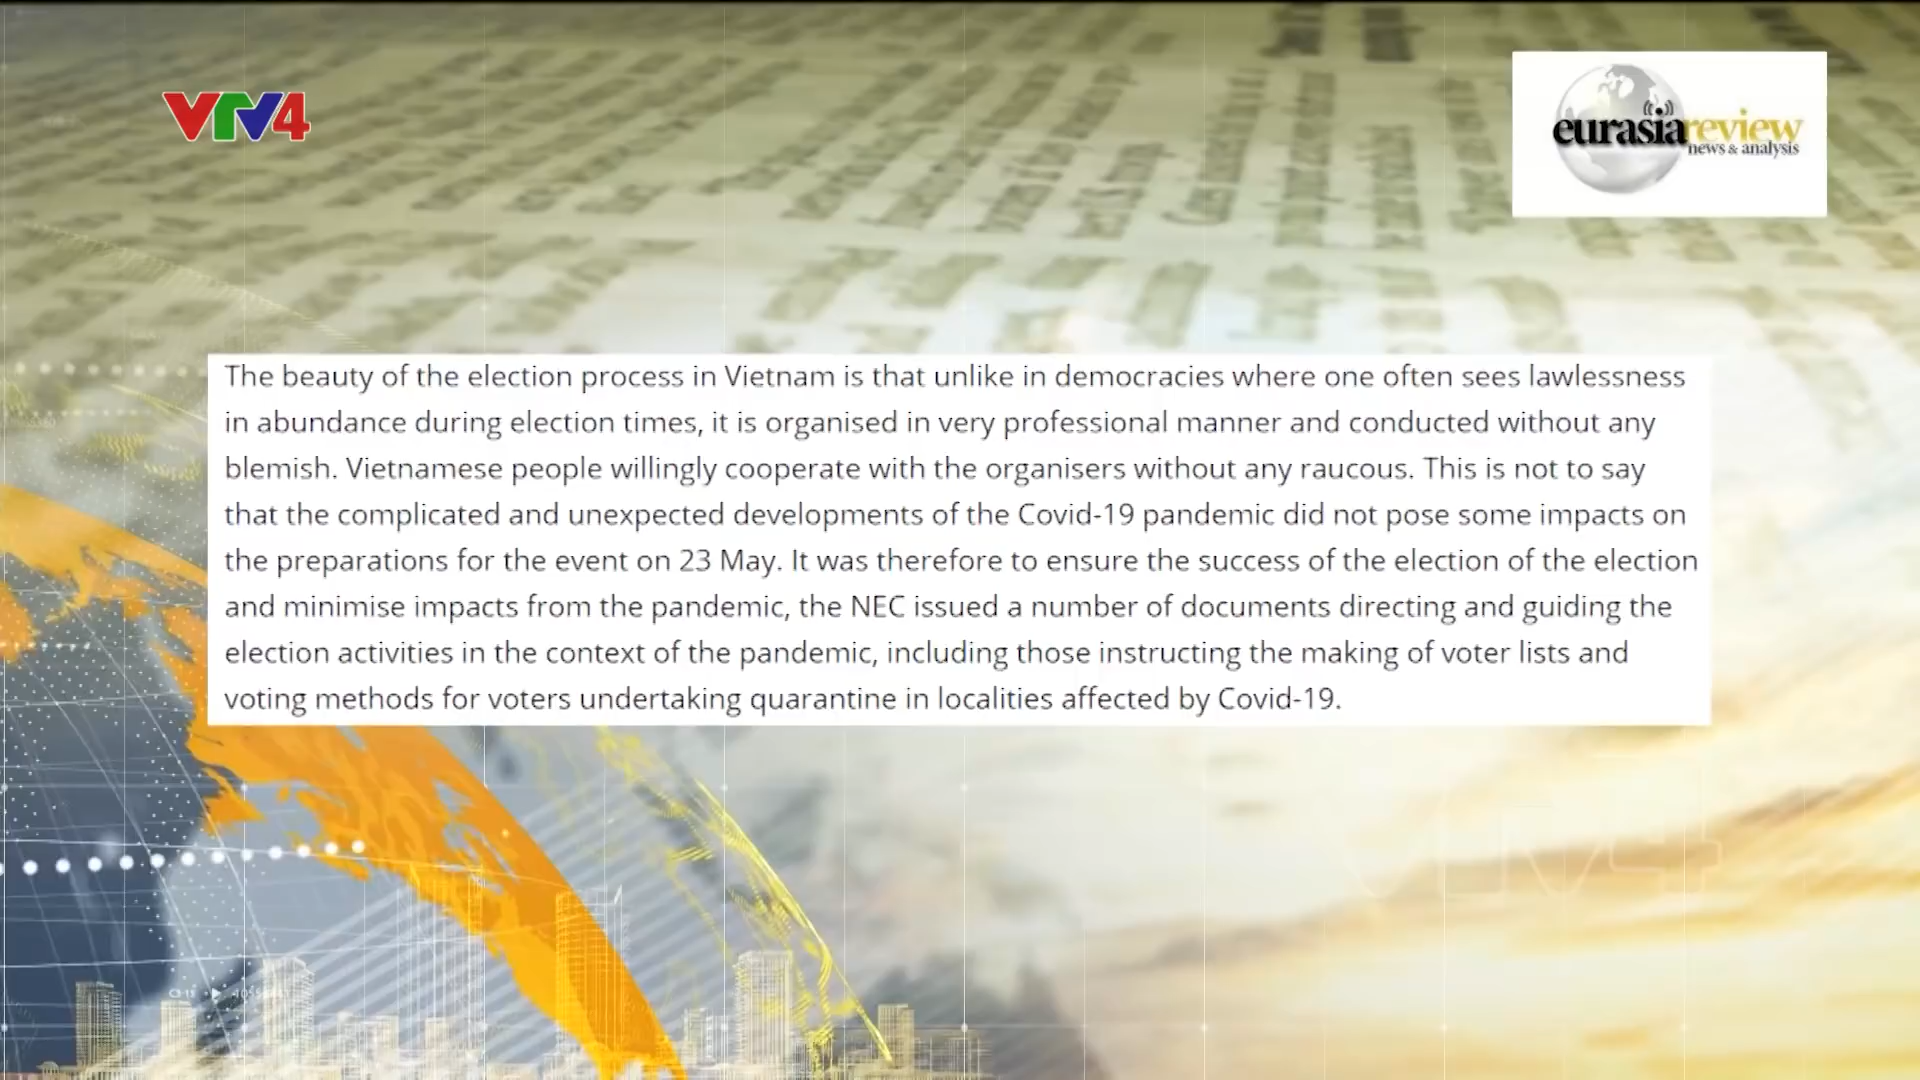 VTV4
eurasiareview
news & analysis
The beauty of the election process in Vietnam is that unlike in democracies where one often sees lawlessness
in abundance during election times, it is organised in very professional manner and conducted without any
blemish. Vietnamese people willingly cooperate with the organisers without any raucous. This is not to say
that the complicated and unexpected developments of the Covid-19 pandemic did not pose some impacts on
the preparations for the event on 23 May. It was therefore to ensure the success of the election of the election
and minimise impacts from the pandemic, the NEC issued a number of documents directing and guiding the
election activities in the context of the pandemic, including those instructing the making of voter lists and
voting methods for voters undertaking quarantine in localities affected by Covid-19.
VTV4